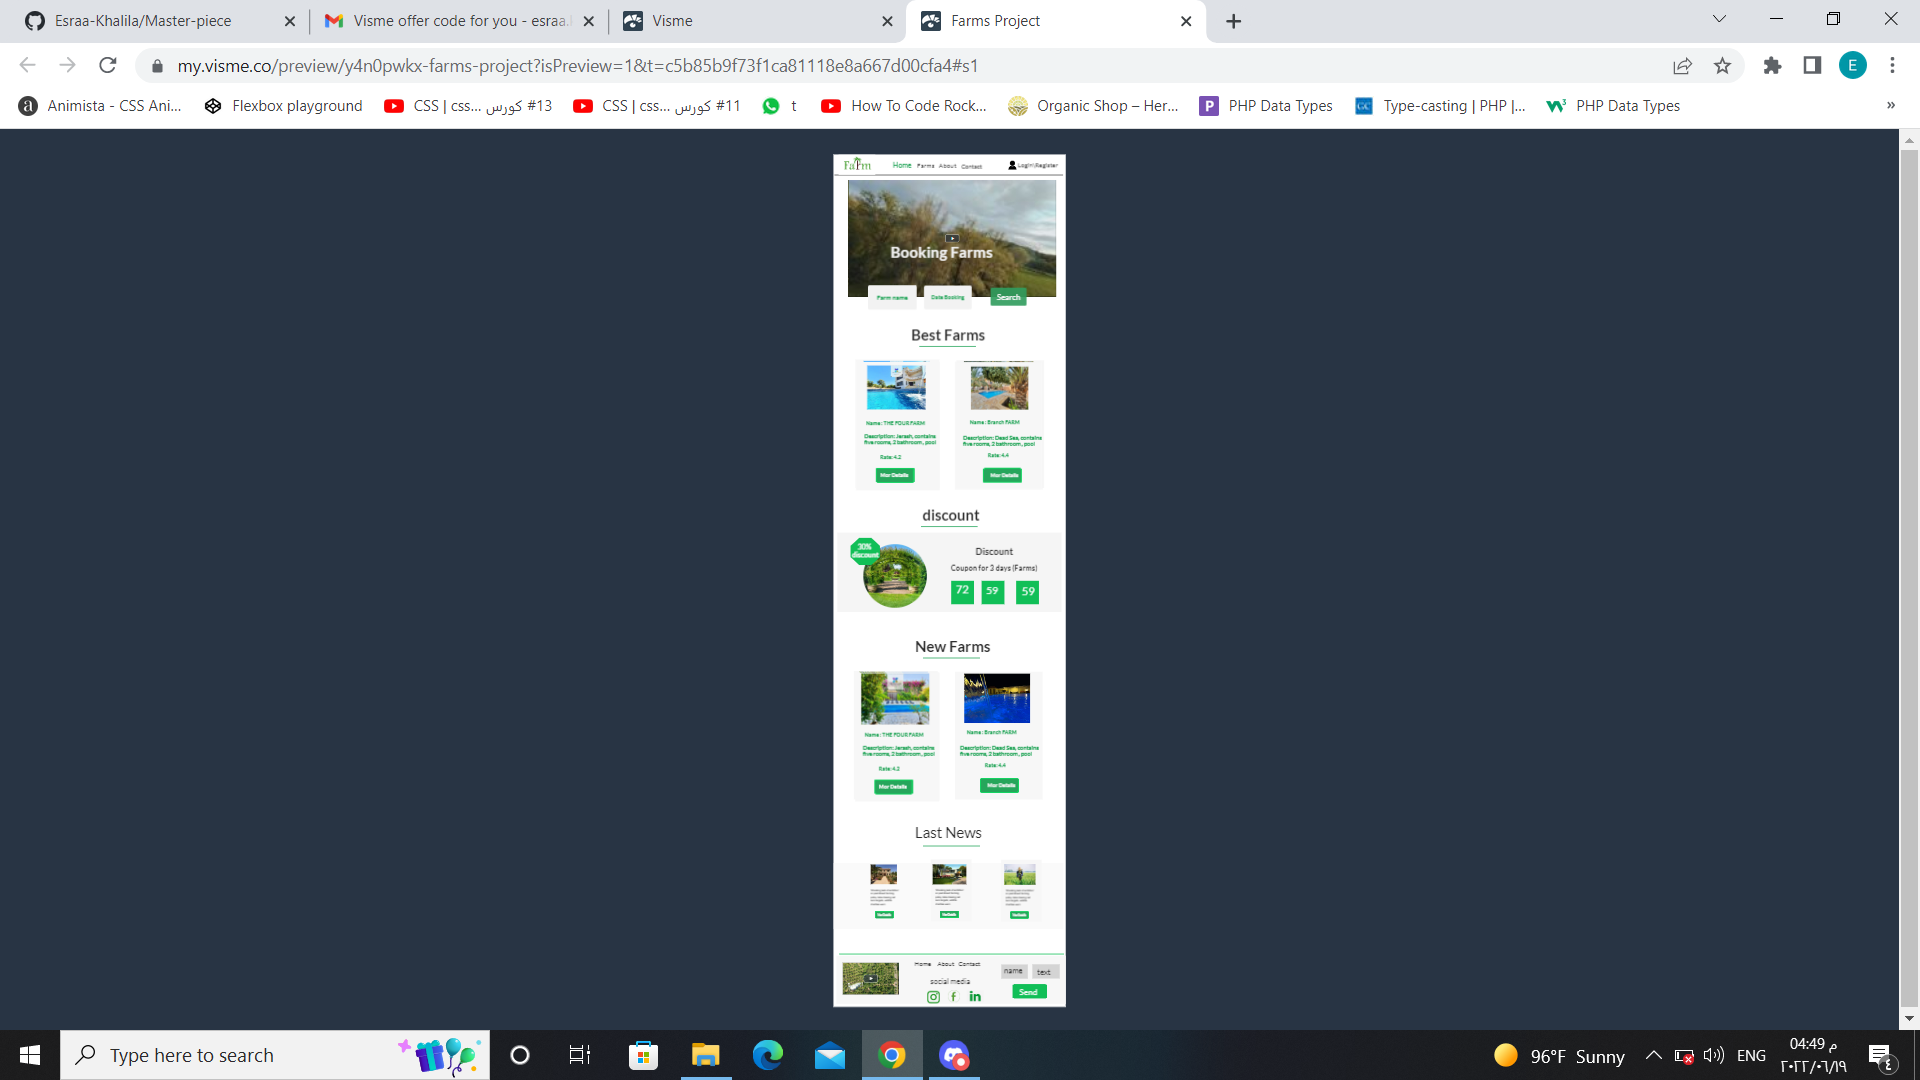 Esraa-Khalila/Master-piece
Visme offer code for you - esraa.
Visme
Farms Project
my.visme.co/preview/y4n0pwkx-farms-project?isPreview=1&t=c5b85b9f73f1ca81118e8a667d00cfa4#s1
E
Animista - CSS Ani...
Flexbox playground
CSS | css... كورس #13
CSS | css... كورس #11
t
How To Code Rock...
Organic Shop – Her...
PHP Data Types
Type-casting | PHP |...
PHP Data Types
»
Farm
Home Farms About Contact
Login\Register
Booking Farms
Farm name
Date Booking
Search
Best Farms
Name : THE FOUR FARM
Description: Jerash, contains
five rooms, 2 bathroom , pool
Rate: 4.2
Mor Details
Name : Branch FARM
Description: Dead Sea, contains
five rooms, 2 bathroom , pool
Rate: 4.4
Mor Details
discount
30%
discount
Discount
Coupon for 3 days (Farms)
72 59 59
New Farms
Name : THE FOUR FARM
Description: Jerash, contains
five rooms, 2 bathroom , pool
Rate: 4.2
Mor Details
Name : Branch FARM
Description: Dead Sea, contains
five rooms, 2 bathroom , pool
Rate: 4.4
Mor Details
Last News
Home About Contact
social media
name
text
Send
Type here to search
96°F Sunny
ENG
04:49 م
٢٠٢٢/٠٦/١٩
٤